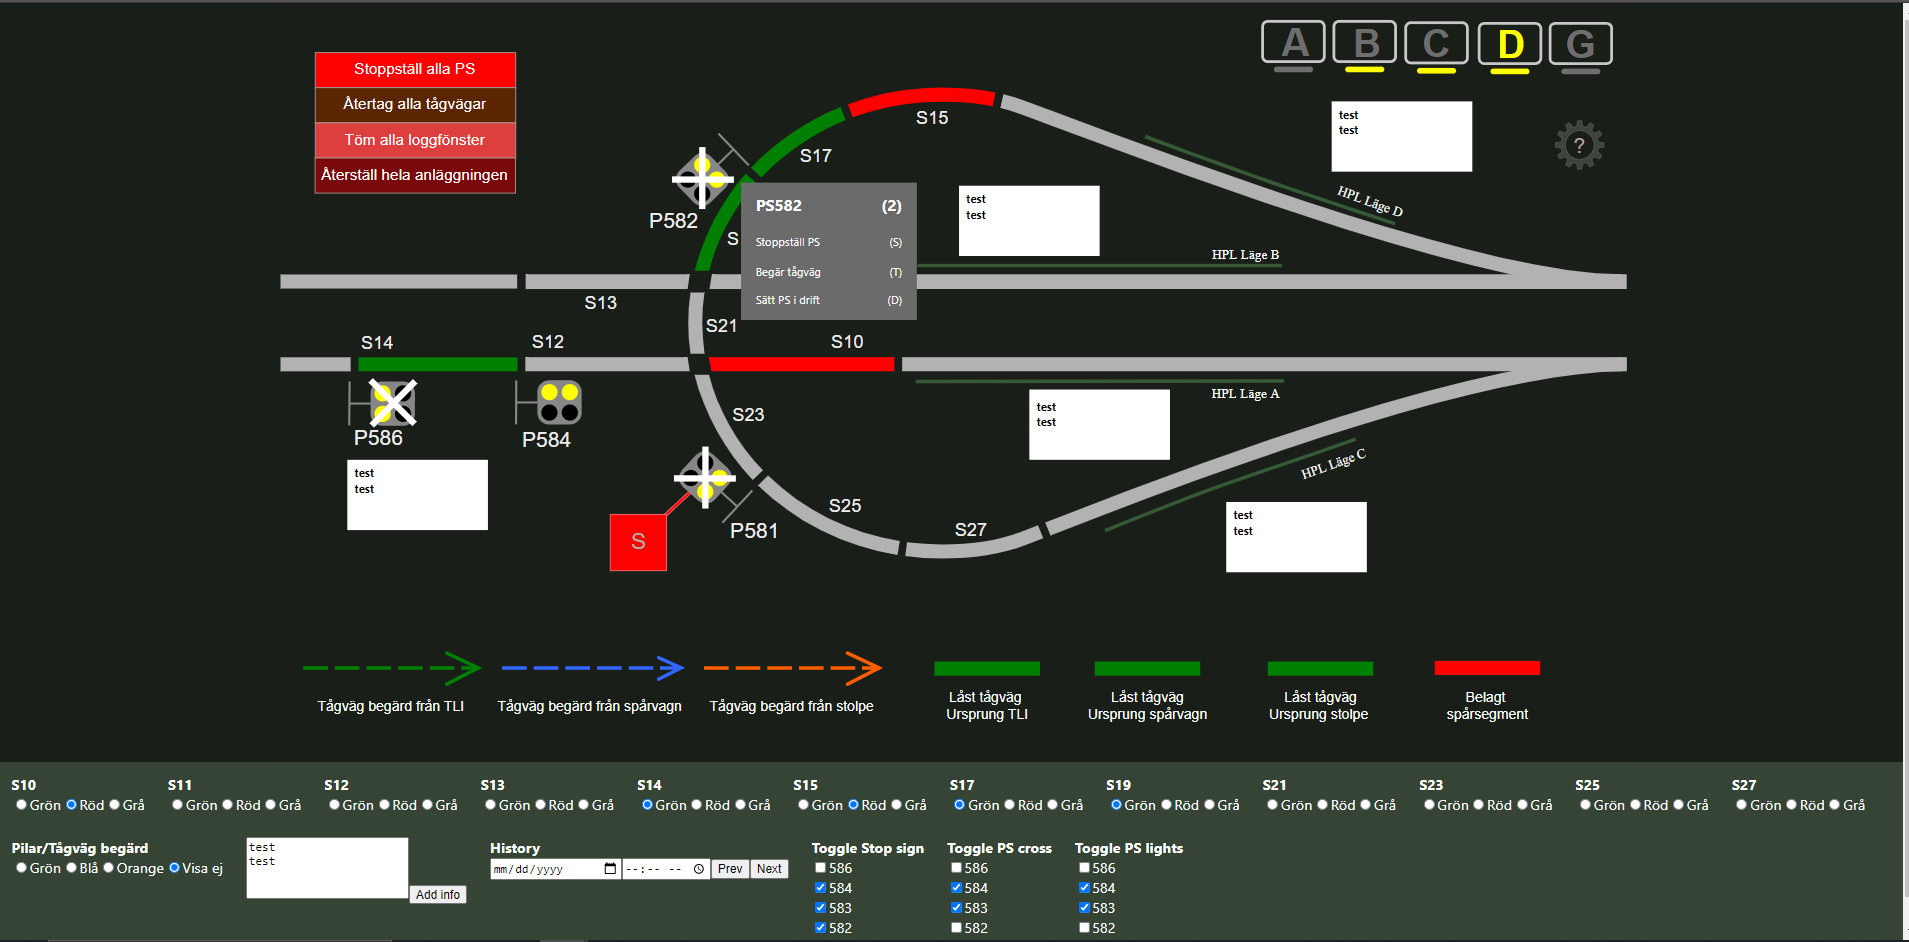 A B C D G
Stoppställ alla PS
Återtag alla tågvägar
Töm alla loggfönster
Återställ hela anläggningen
S15
S17
test
test
?
HPL Läge D
P582
PS582 (2)
Stoppställ PS (S)
Begär tågväg (T)
Sätt PS i drift (D)
S
test
test
HPL Läge B
S13
S21
S14
S12
S10
HPL Läge A
P586
P584
S23
test
test
test
test
HPL Läge C
S25
S27
P581
S
test
test
Tågväg begärd från TLI
Tågväg begärd från spårvagn
Tågväg begärd från stolpe
Låst tågväg
Ursprung TLI
Låst tågväg
Ursprung spårvagn
Låst tågväg
Ursprung stolpe
Belagt
spårsegment
S10 S11 S12 S13 S14 S15 S17 S19 S21 S23 S25 S27
Grön Röd Grå Grön Röd Grå Grön Röd Grå Grön Röd Grå Grön Röd Grå Grön Röd Grå Grön Röd Grå Grön Röd Grå Grön Röd Grå Grön Röd Grå Grön Röd Grå Grön Röd Grå
Pilar/Tågväg begärd
Grön Blå Orange Visa ej
test
test
Add info
History
mm/dd/yyyy --:-- -- Prev Next
Toggle Stop sign
586
584
583
582
Toggle PS cross
586
584
583
582
Toggle PS lights
586
584
583
582